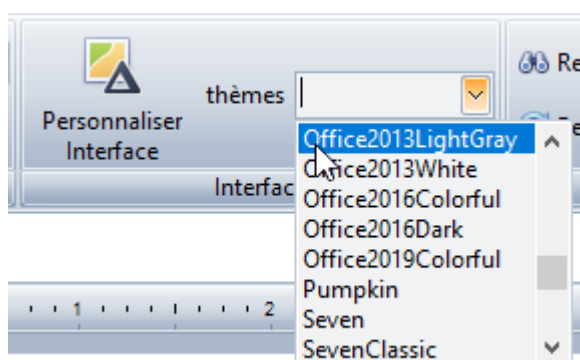 thèmes
Personnaliser
Interface
Interfac
Re
Office2013LightGray
Office2013White
Office2016Colorful
Office2016Dark
Office2019Colorful
Pumpkin
Seven
SevenClassic
1 2